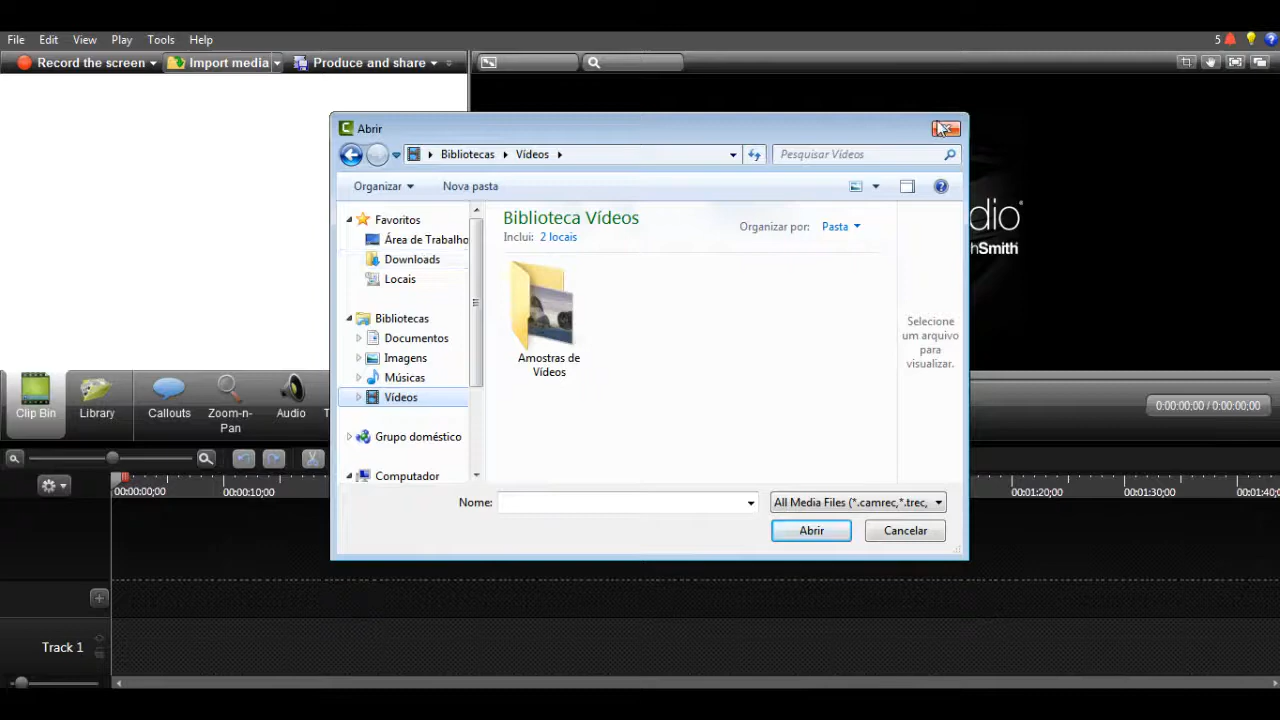 File Edit View Play Tools Help 5
Record the screen Import media Produce and share
Abrir
Bibliotecas Vídeos Pesquisar Vídeos
Organizar Nova pasta
Favoritos
Área de Trabalho
Downloads
Locais
Bibliotecas
Documentos
Imagens
Músicas
Vídeos
Grupo doméstico
Computador
Biblioteca Vídeos
Inclui: 2 locais
Organizar por: Pasta
Amostras de
Vídeos
Selecione
um arquivo
para
visualizar.
Nome: All Media Files (*.camrec,*.trec,
Abrir Cancelar
dio®
Smith
Clip Bin Library Callouts Zoom-n-
Pan Audio T
0:00:00;00 / 0:00:00;00
00:00:00;00 00:00:10;00 00:01:20;00 00:01:30;00 00:01:40;
Track 1